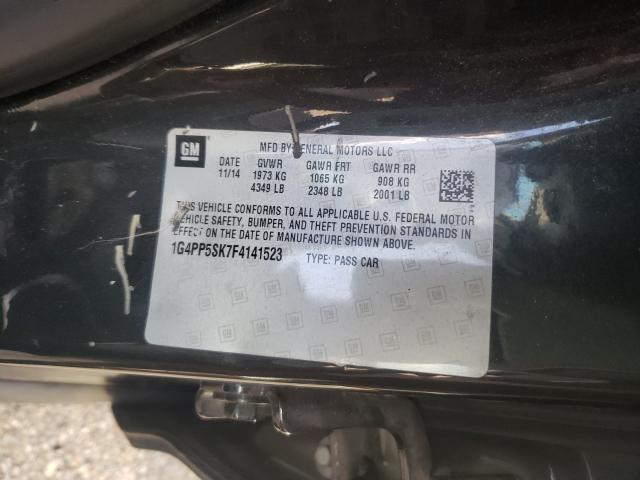 GM
MFD BY GENERAL MOTORS LLC
DATE GVWR GAWR FRT GAWR RR
11/14 1973 KG 1065 KG 908 KG
4349 LB 2348 LB 2001 LB
THIS VEHICLE CONFORMS TO ALL APPLICABLE U.S. FEDERAL MOTOR
VEHICLE SAFETY, BUMPER, AND THEFT PREVENTION STANDARDS IN
EFFECT ON THE DATE OF MANUFACTURE SHOWN ABOVE.
1G4PP5SK7F4141523 TYPE: PASS CAR